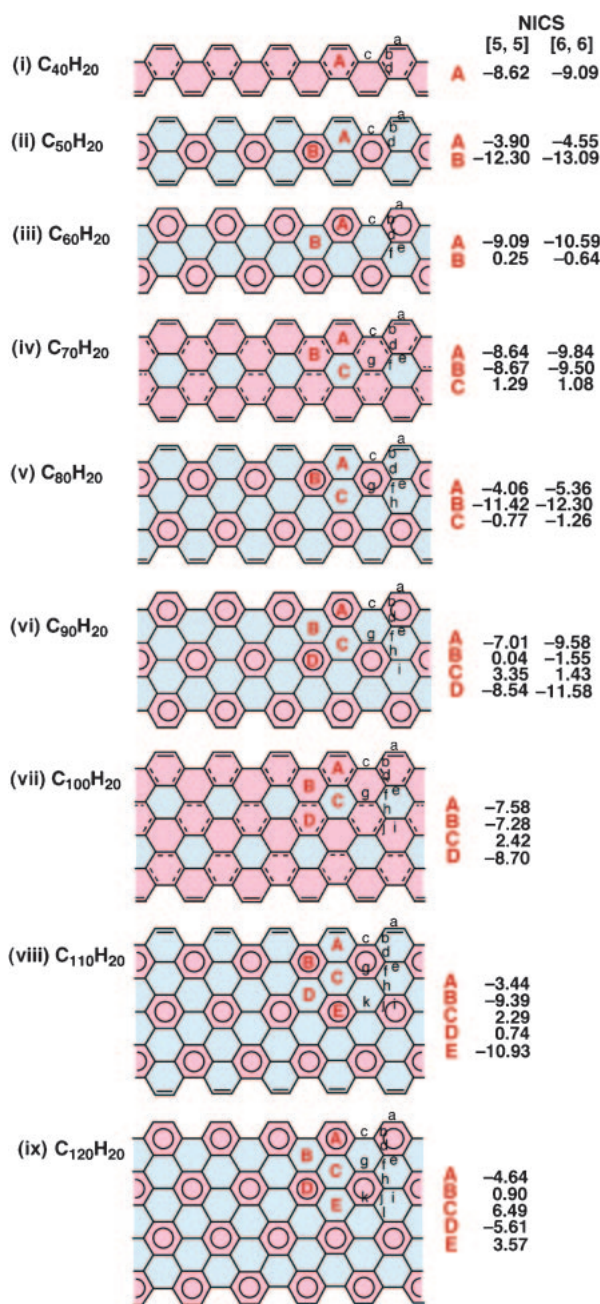 NICS
[5, 5] [6, 6]
(i) C40H20
A
a
c
b
d
A −8.62 −9.09
(ii) C50H20
A
B
a
c
b
d
A −3.90 −4.55
B −12.30 −13.09
(iii) C60H20
A
B
a
c
b
d
e
f
A −9.09 −10.59
B 0.25 −0.64
(iv) C70H20
A
B
C
a
c
b
d
g
f
e
A −8.64 −9.84
B −8.67 −9.50
C 1.29 1.08
(v) C80H20
A
B
C
a
c
b
d
g
f
e
h
A −4.06 −5.36
B −11.42 −12.30
C −0.77 −1.26
(vi) C90H20
A
B
C
D
a
c
b
d
g
f
e
h
i
A −7.01 −9.58
B 0.04 −1.55
C 3.35 1.43
D −8.54 −11.58
(vii) C100H20
A
B
C
D
a
c
b
d
g
f
e
h
j
i
A −7.58
B −7.28
C 2.42
D −8.70
(viii) C110H20
A
B
C
D
E
a
c
b
d
g
f
e
h
k
j
i
A −3.44
B −9.39
C 2.29
D 0.74
E −10.93
(ix) C120H20
A
B
C
D
E
a
c
b
d
g
f
e
h
k
j
i
l
A −4.64
B 0.90
C 6.49
D −5.61
E 3.57